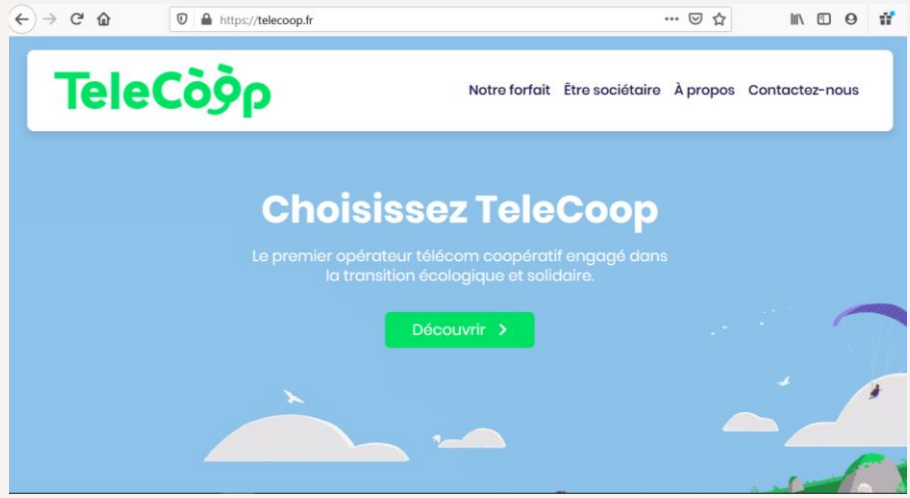 https://telecoop.fr
TeleCòòp
Notre forfait Être sociétaire À propos Contactez-nous
Choisissez TeleCoop
Le premier opérateur télécom coopératif engagé dans
la transition écologique et solidaire.
Découvrir